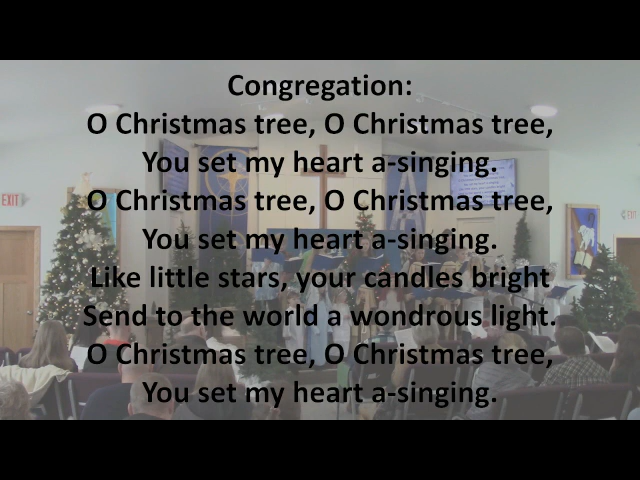 Congregation:
O Christmas tree, O Christmas tree,
You set my heart a-singing.
O Christmas tree, O Christmas tree,
You set my heart a-singing.
Like little stars, your candles bright
Send to the world a wondrous light.
O Christmas tree, O Christmas tree,
You set my heart a-singing.
EXIT
EXIT